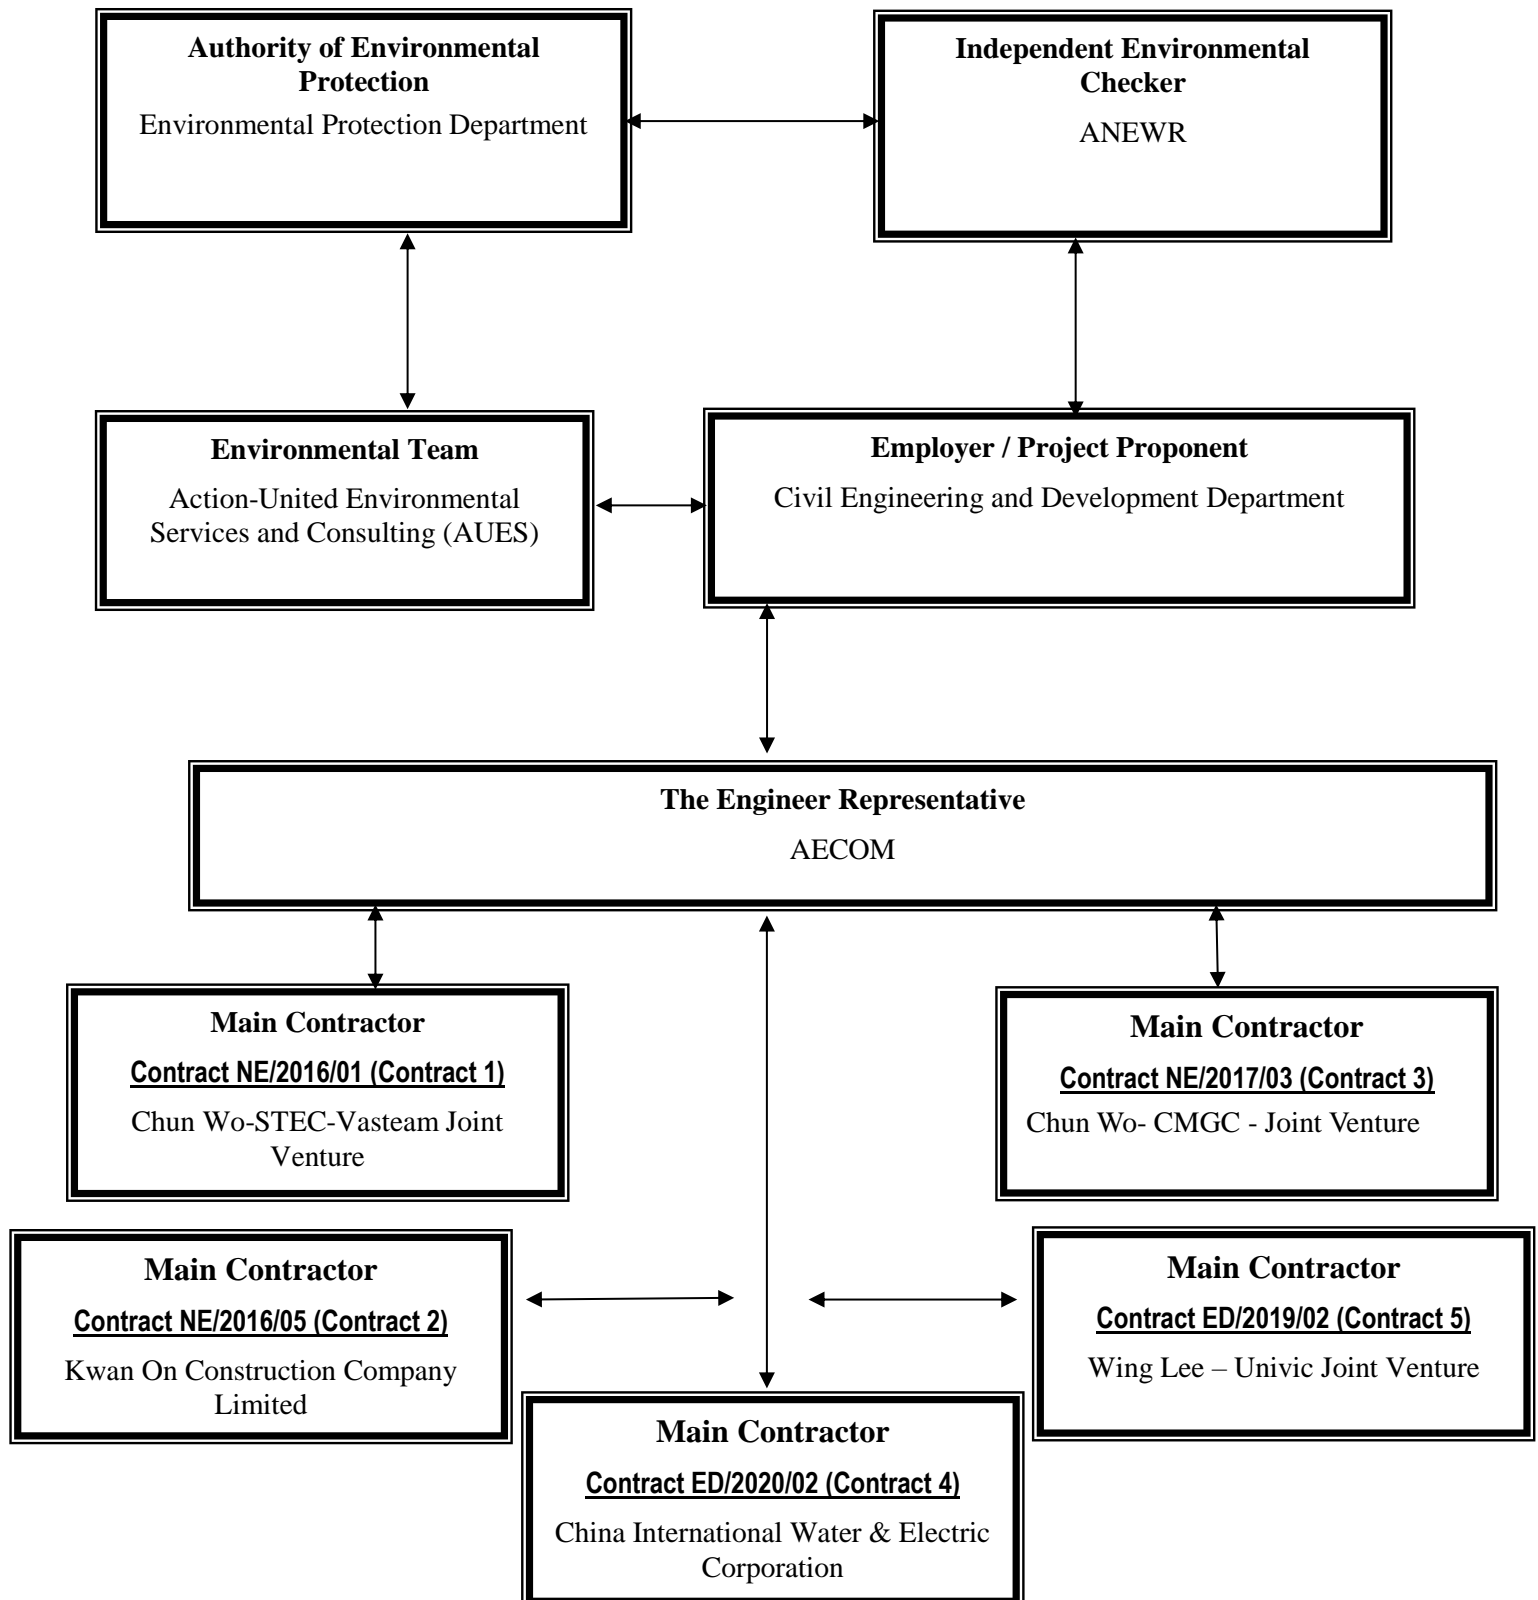 Authority of Environmental
Protection
Environmental Protection Department
Independent Environmental
Checker
ANEWR
Environmental Team
Action-United Environmental
Services and Consulting (AUES)
Employer / Project Proponent
Civil Engineering and Development Department
The Engineer Representative
AECOM
Main Contractor
Contract NE/2016/01 (Contract 1)
Chun Wo-STEC-Vasteam Joint
Venture
Main Contractor
Contract NE/2017/03 (Contract 3)
Chun Wo- CMGC - Joint Venture
Main Contractor
Contract NE/2016/05 (Contract 2)
Kwan On Construction Company
Limited
Main Contractor
Contract ED/2019/02 (Contract 5)
Wing Lee – Univic Joint Venture
Main Contractor
Contract ED/2020/02 (Contract 4)
China International Water & Electric
Corporation